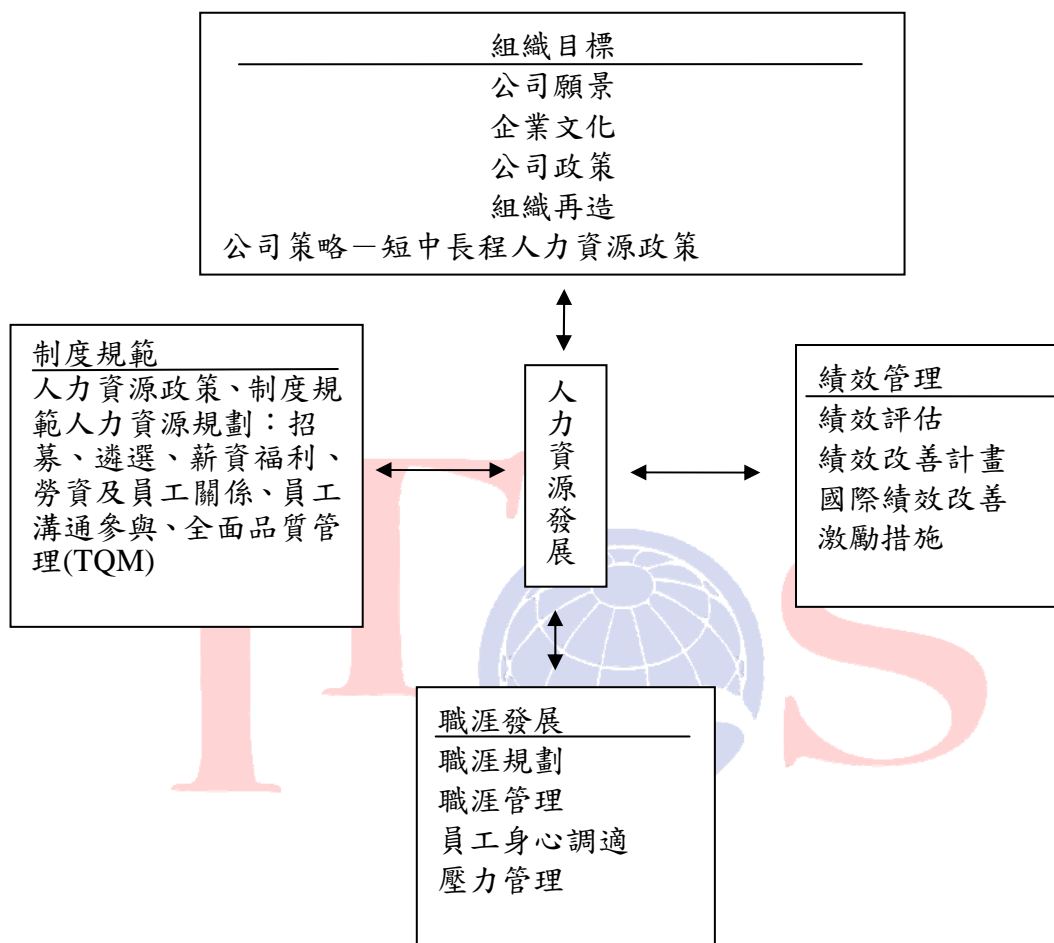 組織目標
公司願景
企業文化
公司政策
組織再造
公司策略－短中長程人力資源政策
制度規範
人力資源政策、制度規
範人力資源規劃：招
募、遴選、薪資福利、
勞資及員工關係、員工
溝通參與、全面品質管
理(TQM)
人力資源發展
績效管理
績效評估
績效改善計畫
國際績效改善
激勵措施
職涯發展
職涯規劃
職涯管理
員工身心調適
壓力管理
TTQS